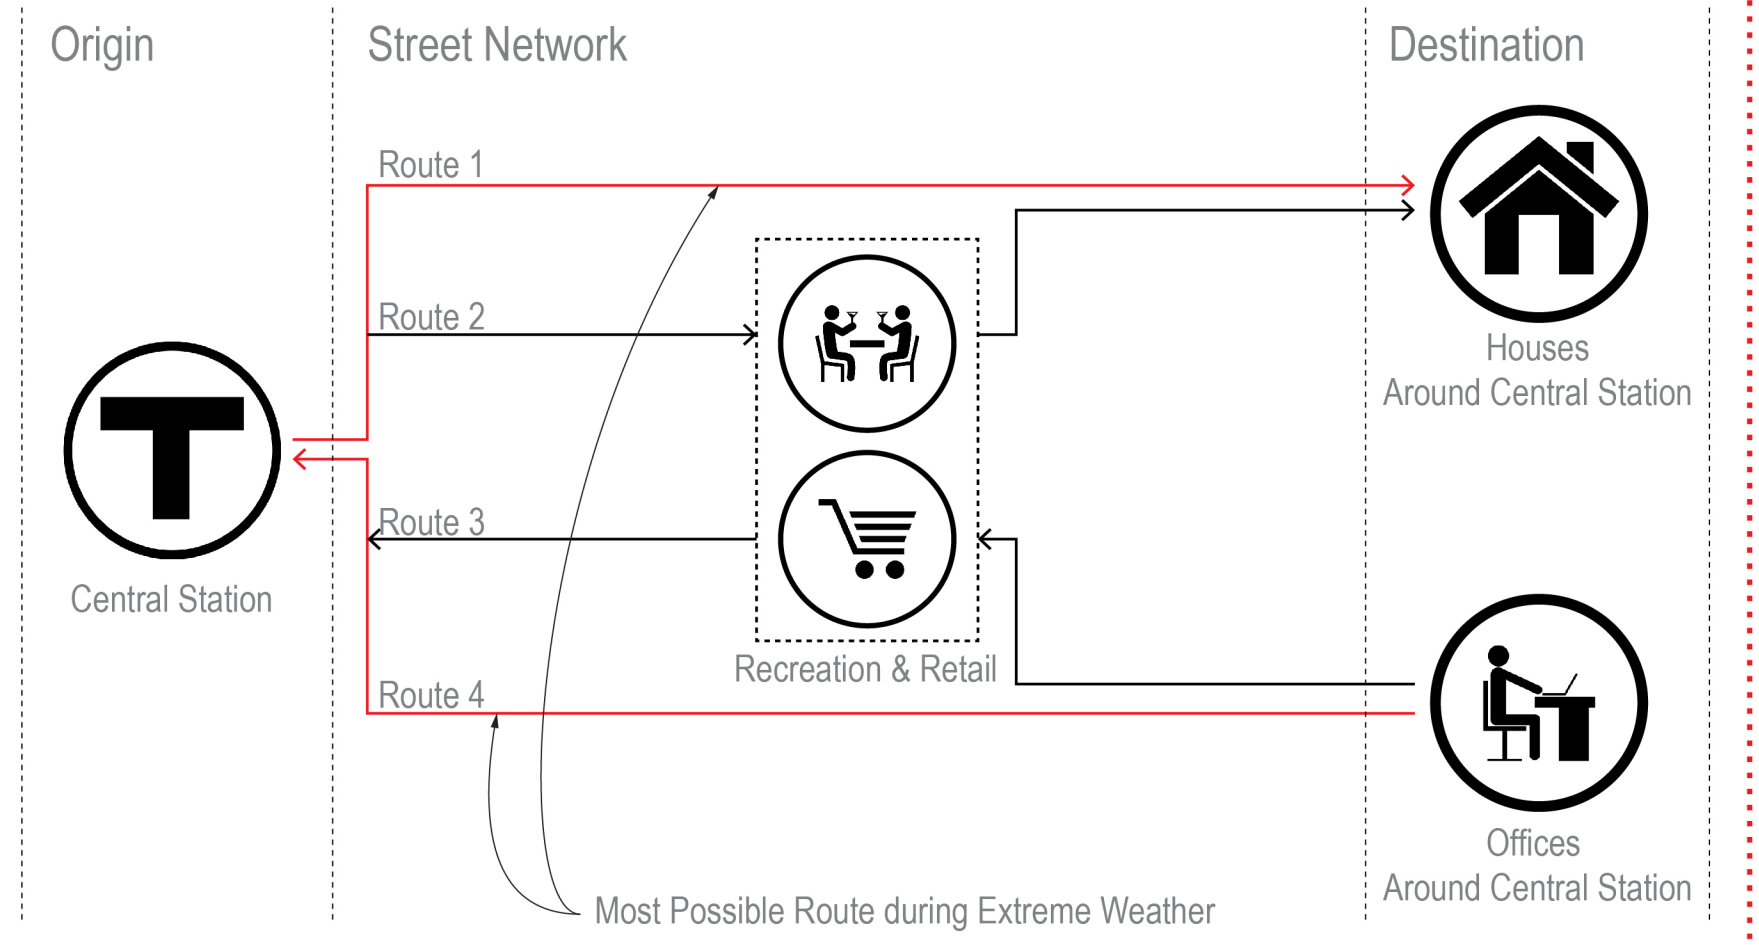 Origin
Street Network
Destination
Route 1
Route 2
Houses
Around Central Station
Route 3
Central Station
Recreation & Retail
Route 4
Offices
Around Central Station
Most Possible Route during Extreme Weather